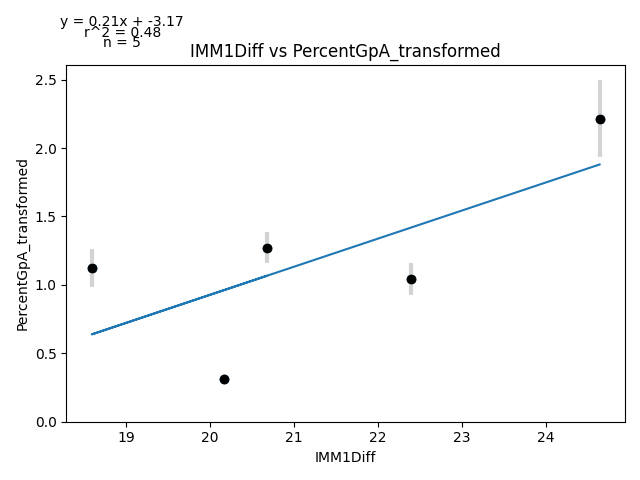 y = 0.21x + -3.17
r^2 = 0.48
n = 5
IMM1Diff vs PercentGpA_transformed
2.5
2.0
1.5
1.0
0.5
0.0
PercentGpA_transformed
19 20 21 22 23 24
IMM1Diff